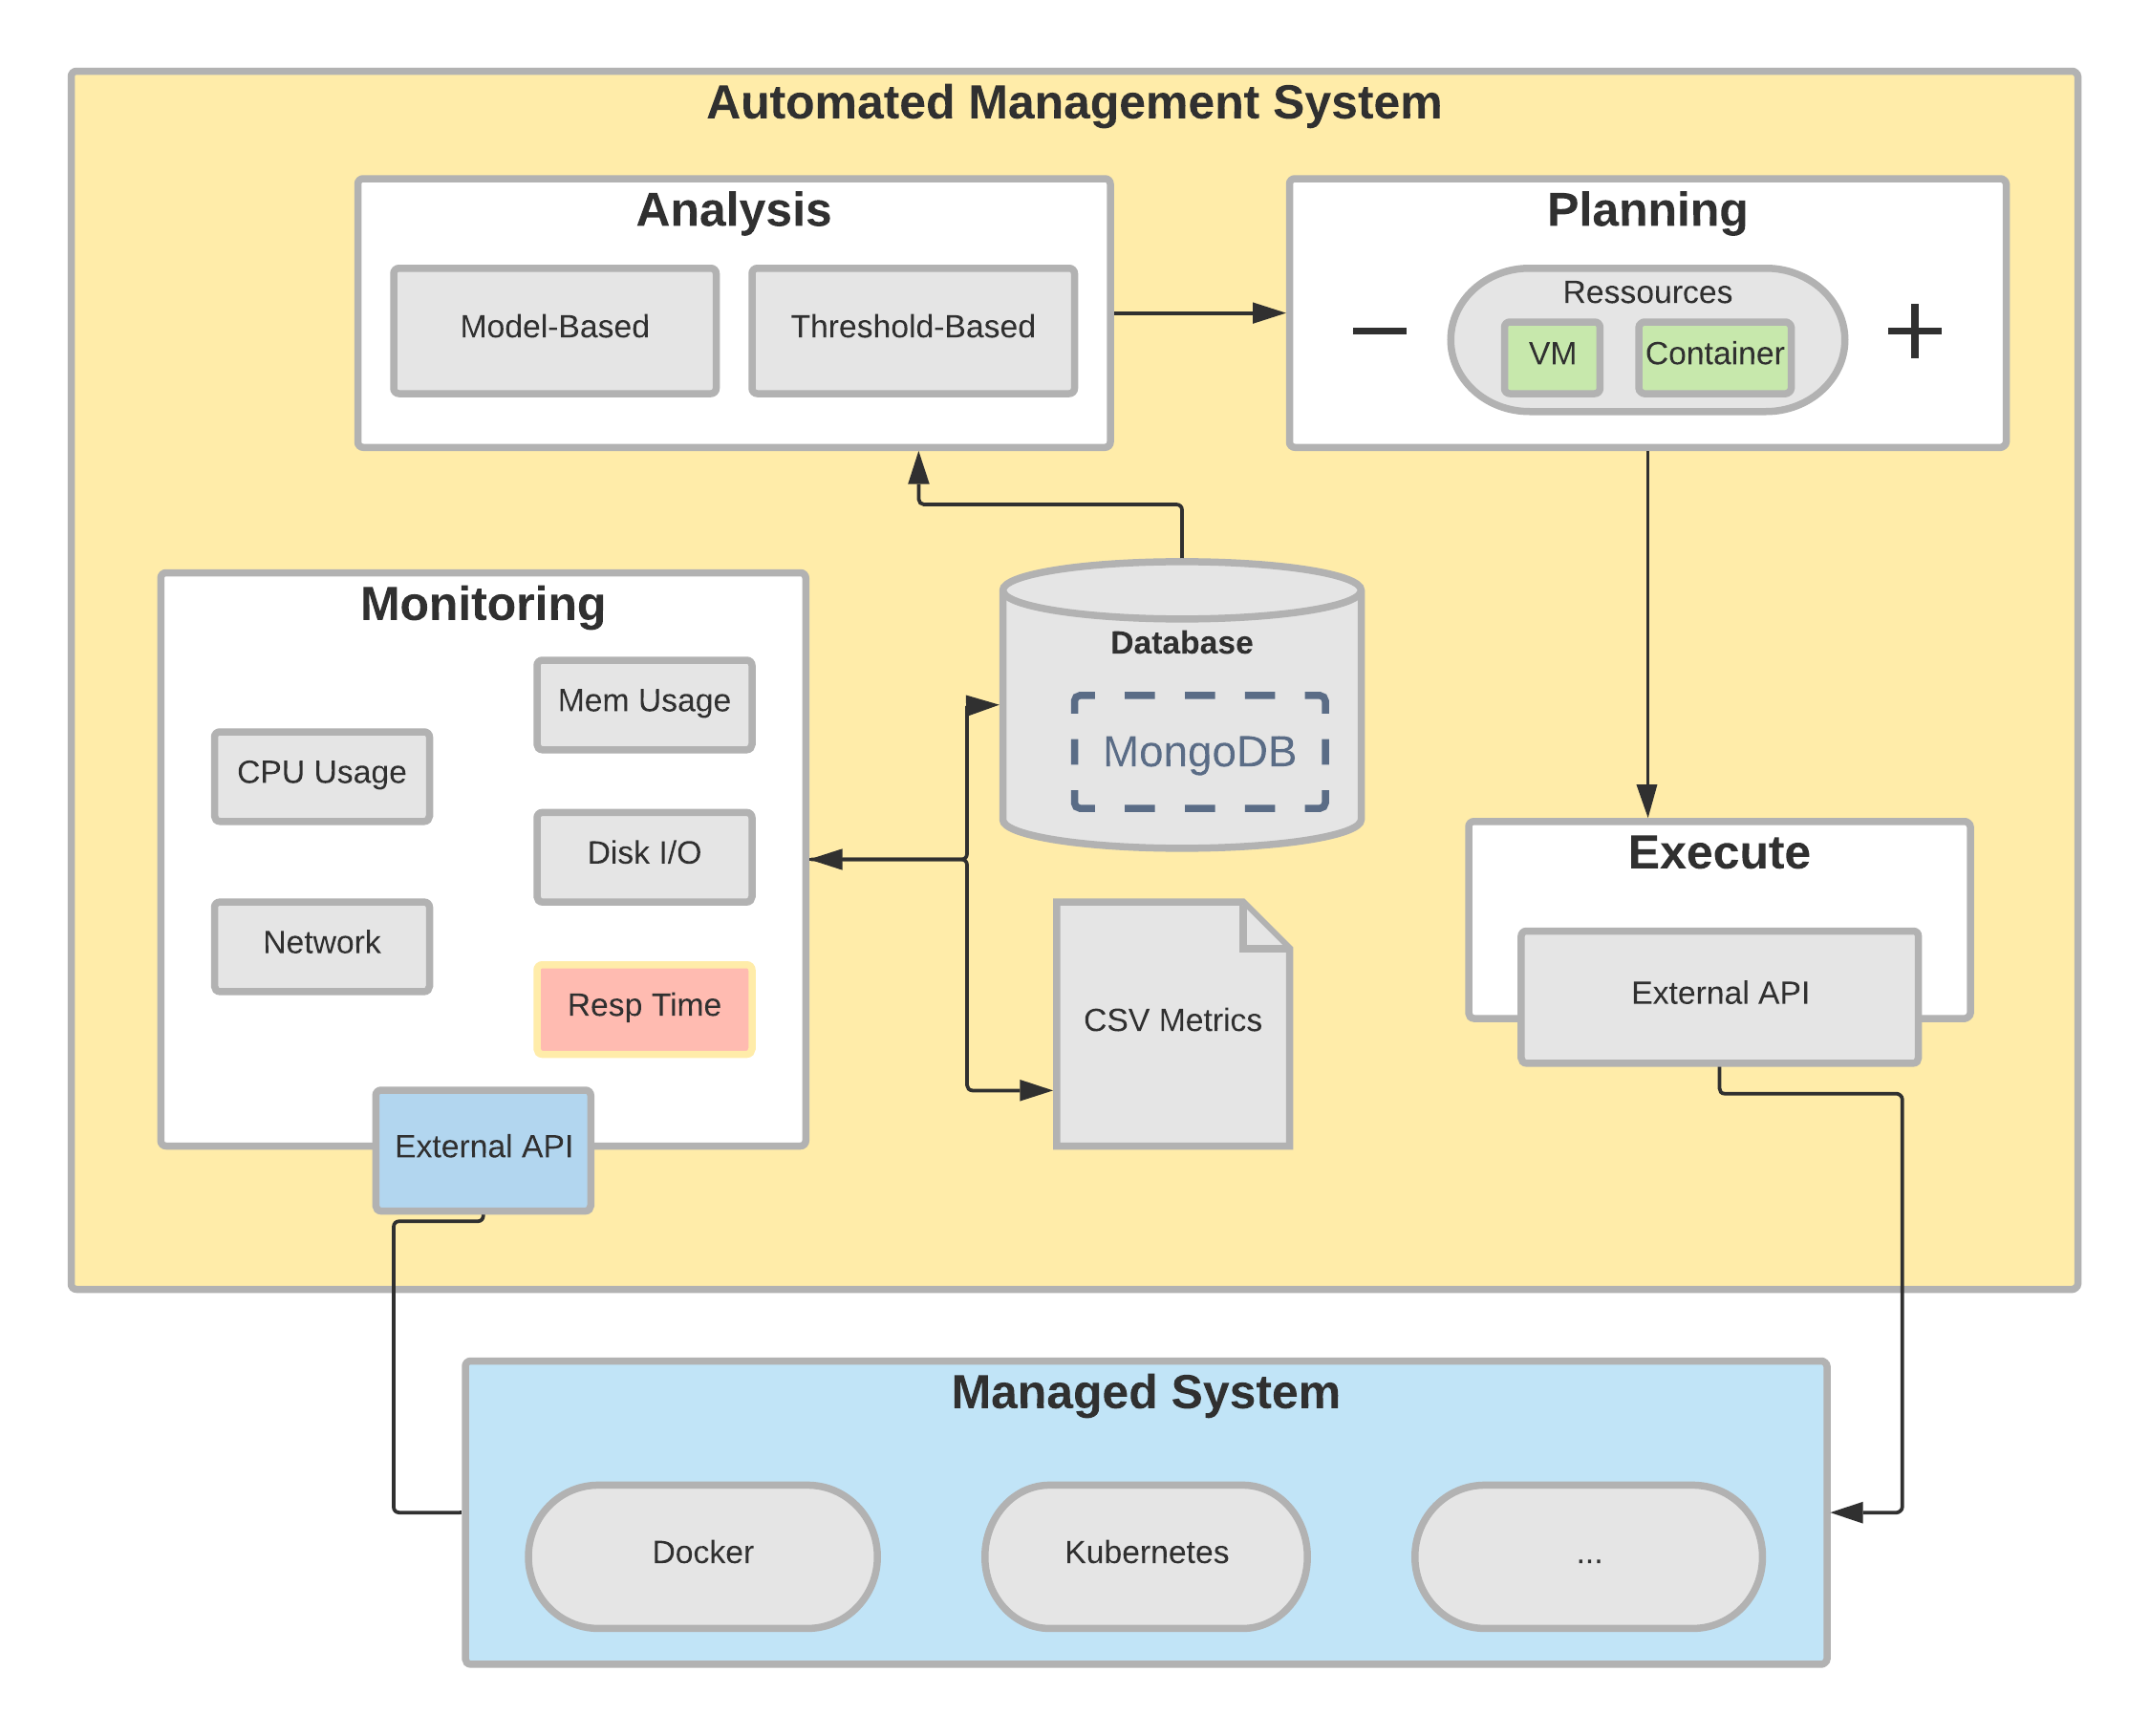 Automated Management System
Analysis
Model-Based
Threshold-Based
Planning
Ressources
VM
Container
Monitoring
Mem Usage
CPU Usage
Disk I/O
Network
Resp Time
External API
Database
MongoDB
CSV Metrics
Execute
External API
Managed System
Docker
Kubernetes
...